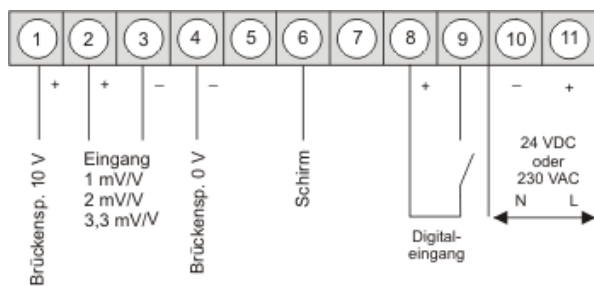 1 2 3 4 5 6 7 8 9 10 11
+ + – – + – +
Brückensp. 10 V
Eingang
1 mV/V
2 mV/V
3,3 mV/V
Brückensp. 0 V
Schirm
Digital-
eingang
24 VDC
oder
230 VAC
N L